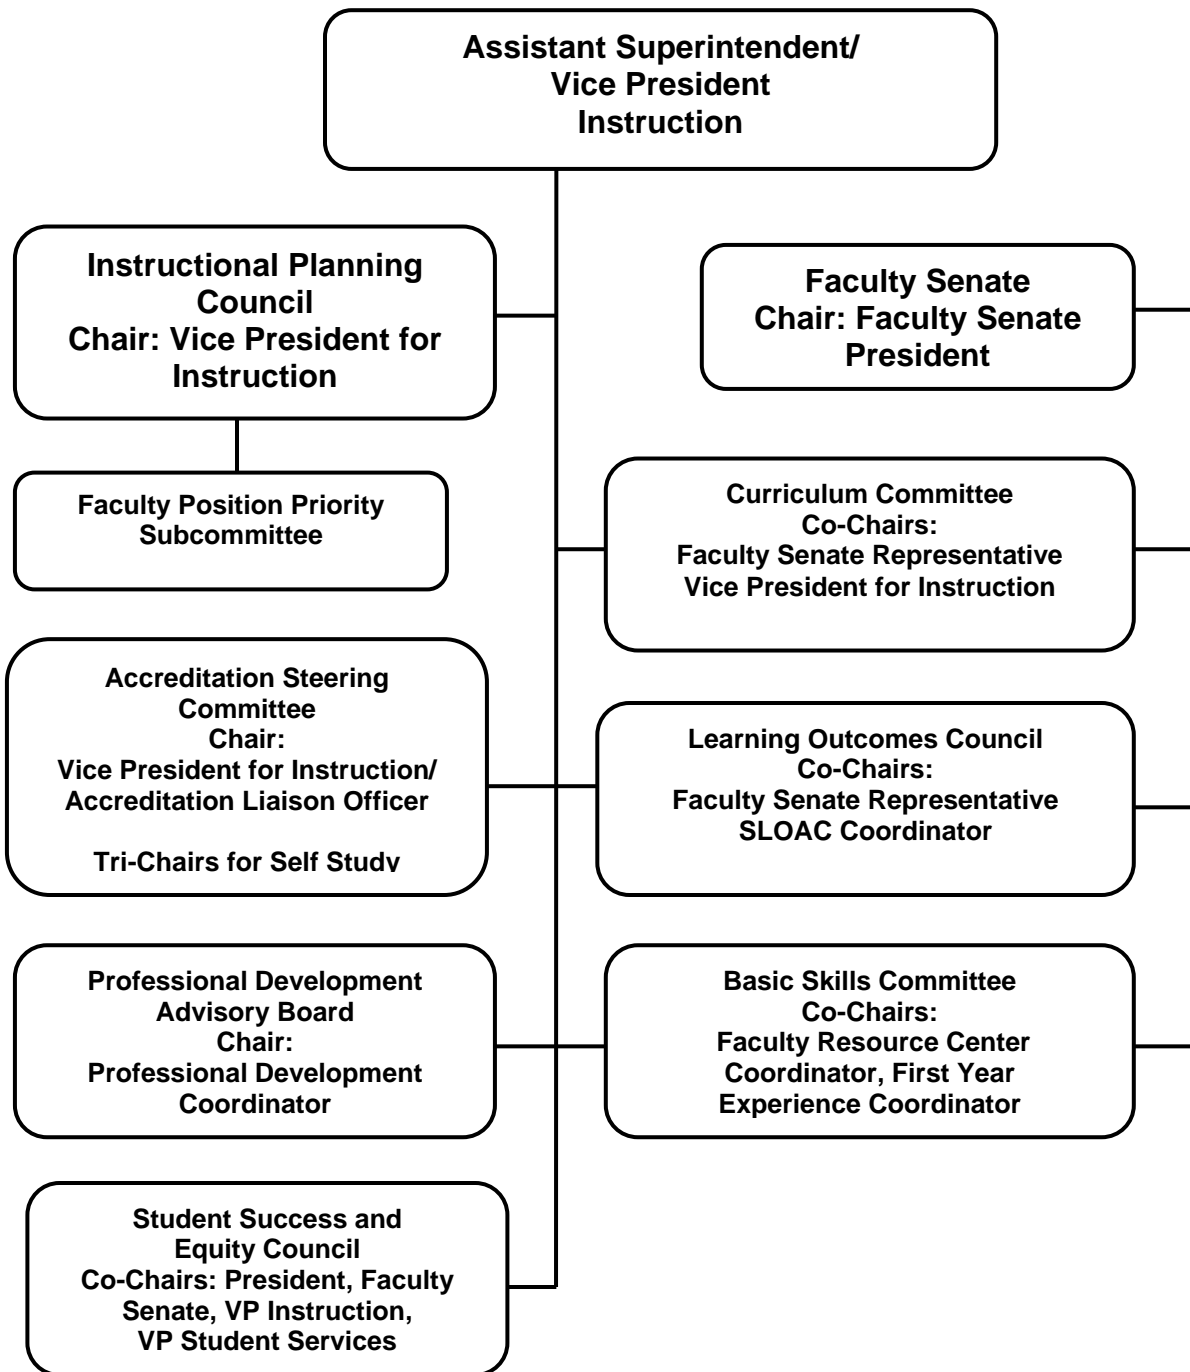 Assistant Superintendent/
Vice President
Instruction
Instructional Planning
Council
Chair: Vice President for
Instruction
Faculty Senate
Chair: Faculty Senate
President
Faculty Position Priority
Subcommittee
Curriculum Committee
Co-Chairs:
Faculty Senate Representative
Vice President for Instruction
Accreditation Steering
Committee
Chair:
Vice President for Instruction/
Accreditation Liaison Officer
Tri-Chairs for Self Study
Learning Outcomes Council
Co-Chairs:
Faculty Senate Representative
SLOAC Coordinator
Professional Development
Advisory Board
Chair:
Professional Development
Coordinator
Basic Skills Committee
Co-Chairs:
Faculty Resource Center
Coordinator, First Year
Experience Coordinator
Student Success and
Equity Council
Co-Chairs: President, Faculty
Senate, VP Instruction,
VP Student Services